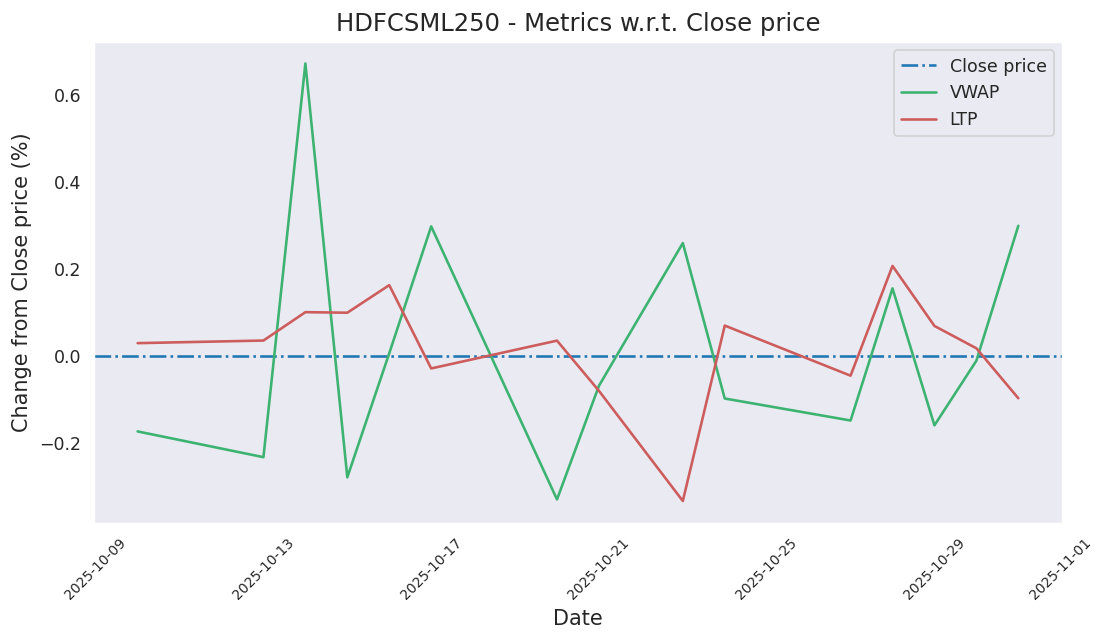 HDFCSML250 - Metrics w.r.t. Close price
Close price
VWAP
LTP
Change from Close price (%)
0.6
0.4
0.2
0.0
−0.2
2025-10-09
2025-10-13
2025-10-17
2025-10-21
2025-10-25
2025-10-29
2025-11-01
Date